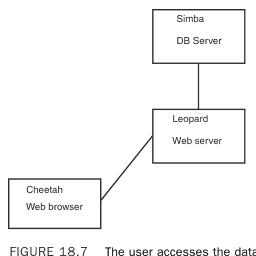 Simba
DB Server
Leopard
Web server
Cheetah
Web browser
FIGURE 18.7 The user accesses the data